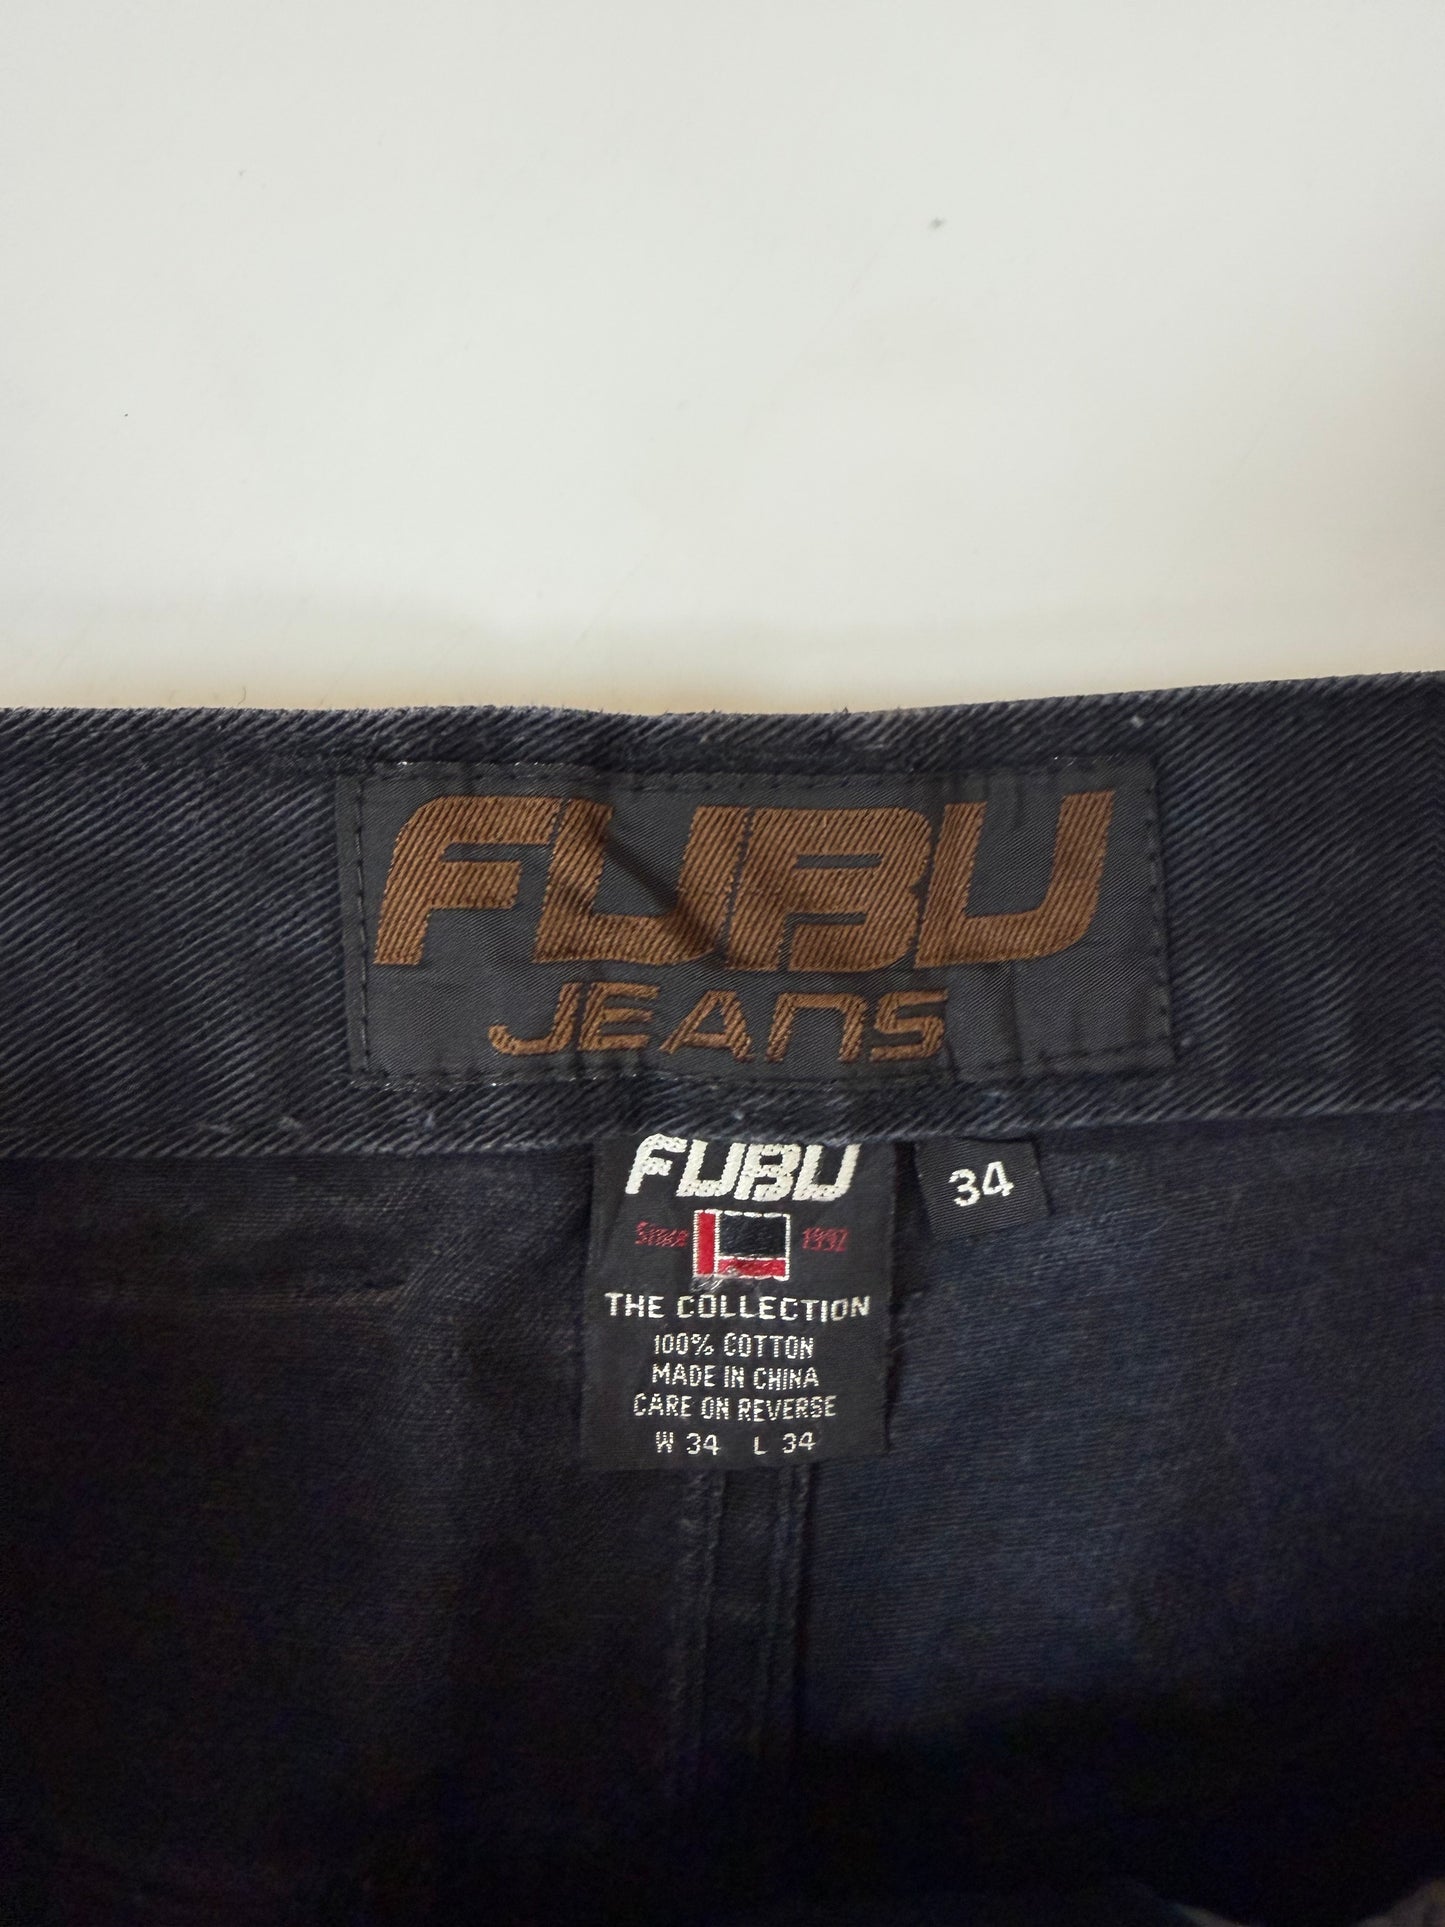 FUBU
JEANS
FUBU
34
Since 1992
THE COLLECTION
100% COTTON
MADE IN CHINA
CARE ON REVERSE
W 34 L 34